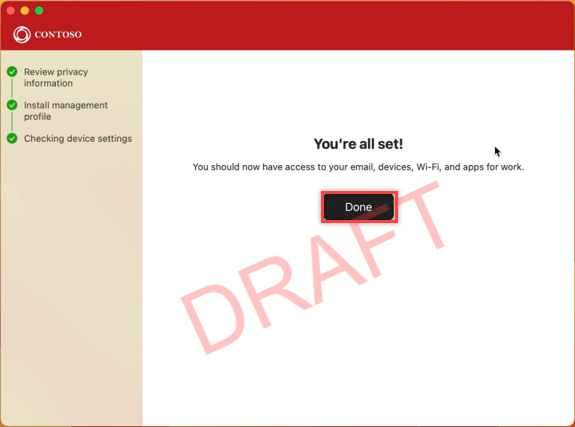 CONTOSO
Review privacy
information
Install management
profile
Checking device settings
You're all set!
You should now have access to your email, devices, Wi-Fi, and apps for work.
Done
DRAFT